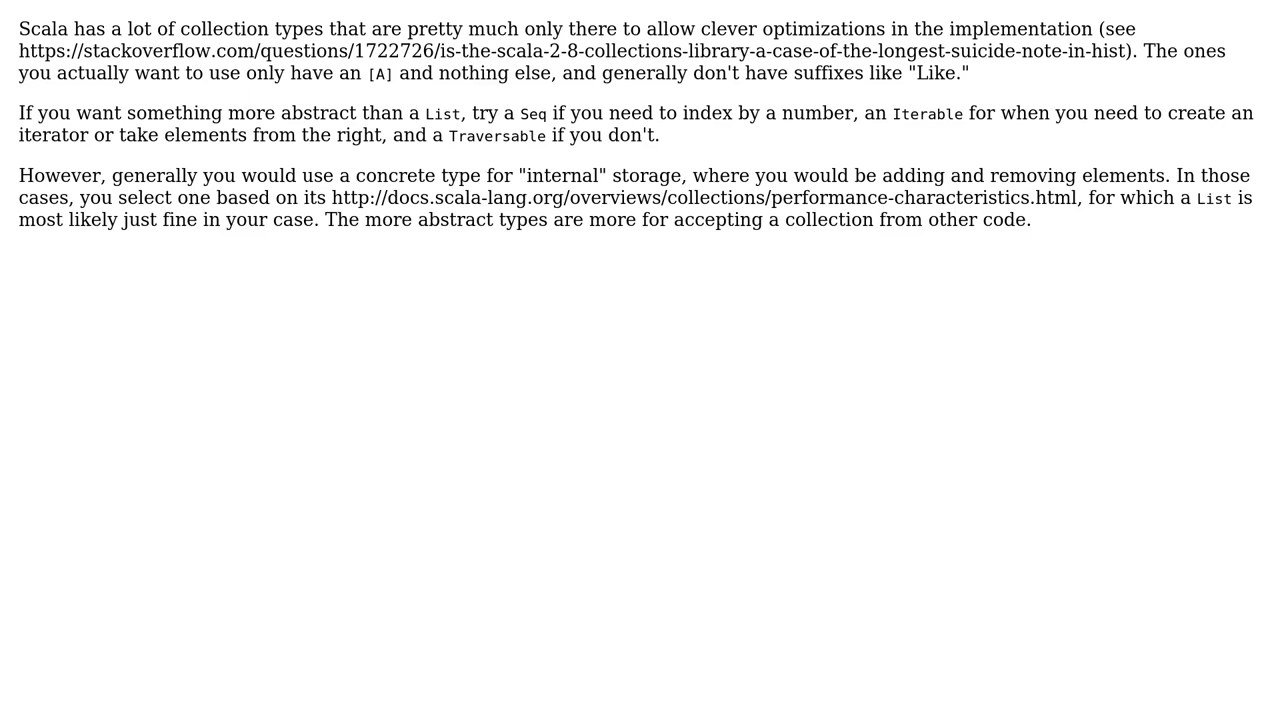 Scala has a lot of collection types that are pretty much only there to allow clever optimizations in the implementation (see
https://stackoverflow.com/questions/1722726/is-the-scala-2-8-collections-library-a-case-of-the-longest-suicide-note-in-hist). The ones
you actually want to use only have an [A] and nothing else, and generally don't have suffixes like "Like."
If you want something more abstract than a List, try a Seq if you need to index by a number, an Iterable for when you need to create an
iterator or take elements from the right, and a Traversable if you don't.
However, generally you would use a concrete type for "internal" storage, where you would be adding and removing elements. In those
cases, you select one based on its http://docs.scala-lang.org/overviews/collections/performance-characteristics.html, for which a List is
most likely just fine in your case. The more abstract types are more for accepting a collection from other code.